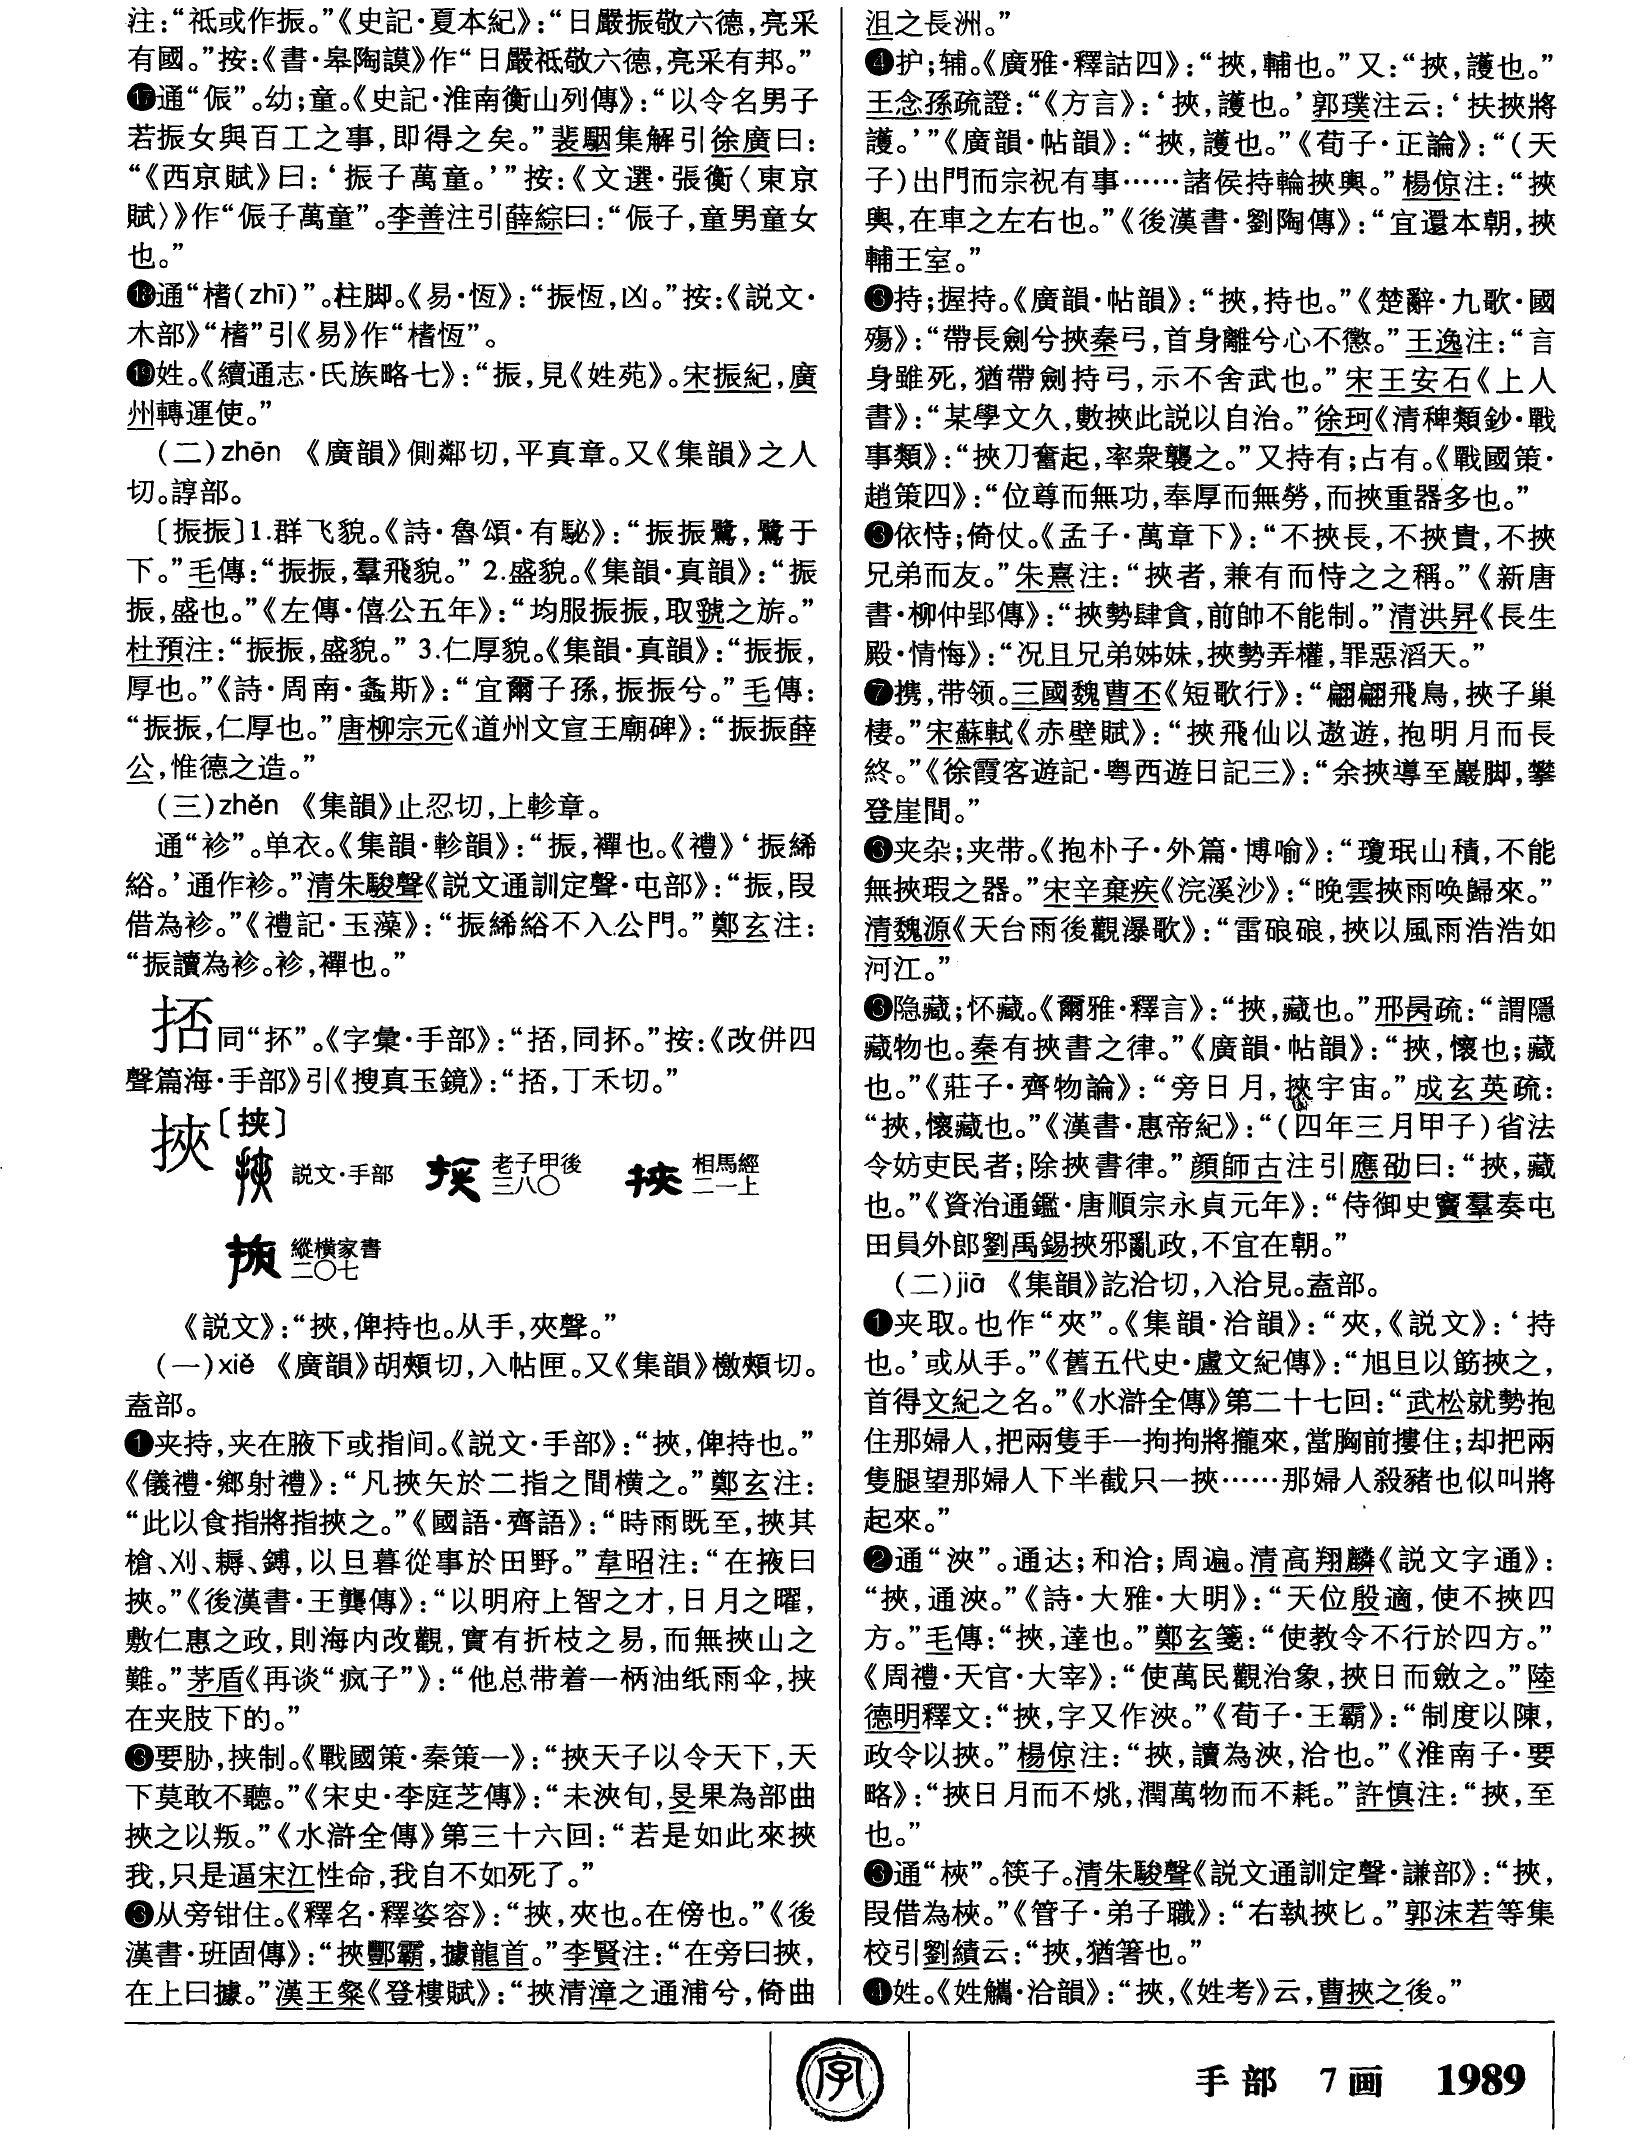 注：“祗或作振。”《史記·夏本紀》：“日嚴振敬六德，亮采
有國。”按：《書·皋陶謨》作“日嚴祗敬六德，亮采有邦。”
⓱通“侲”。幼；童。《史記·淮南衡山列傳》：“以令名男子
若振女與百工之事，即得之矣。”裴駰集解引徐廣曰：
“《西京賦》曰：‘振子萬童。’”按：《文選·張衡〈東京
賦〉》作“侲子萬童”。李善注引薛綜曰：“侲子，童男童女
也。”
⓲通“榰(zhī)”。柱脚。《易·恆》：“振恆，凶。”按：《説文·
木部》“榰”引《易》作“榰恆”。
⓳姓。《續通志·氏族略七》：“振，見《姓苑》。宋振紀，廣
州轉運使。”
（二）zhēn 《廣韻》側鄰切，平真章。又《集韻》之人
切。諄部。
〔振振〕1.群飞貌。《詩·魯頌·有駜》：“振振鷺，鷺于
下。”毛傳：“振振，羣飛貌。” 2.盛貌。《集韻·真韻》：“振
振，盛也。”《左傳·僖公五年》：“均服振振，取虢之旂。”
杜預注：“振振，盛貌。” 3.仁厚貌。《集韻·真韻》：“振振，
厚也。”《詩·周南·螽斯》：“宜爾子孫，振振兮。”毛傳：
“振振，仁厚也。”唐柳宗元《道州文宣王廟碑》：“振振薛
公，惟德之造。”
（三）zhěn 《集韻》止忍切，上軫章。
通“袗”。单衣。《集韻·軫韻》：“振，襌也。《禮》‘振絺
綌。’通作袗。”清朱駿聲《説文通訓定聲·屯部》：“振，叚
借為袗。”《禮記·玉藻》：“振絺綌不入公門。”鄭玄注：
“振讀為袗。袗，襌也。”
㧻同“抔”。《字彙·手部》：“㧻，同抔。”按：《改併四
聲篇海·手部》引《搜真玉鏡》：“㧻，丁禾切。”
挾〔挟〕
説文·手部 老子甲後三八〇 相馬經二一上
縱横家書二〇七
《説文》：“挾，俾持也。从手，夾聲。”
（一）xié 《廣韻》胡頰切，入帖匣。又《集韻》檄頰切。
盍部。
❶夹持，夹在腋下或指间。《説文·手部》：“挾，俾持也。”
《儀禮·鄉射禮》：“凡挾矢於二指之間横之。”鄭玄注：
“此以食指將指挾之。”《國語·齊語》：“時雨既至，挾其
槍、刈、耨、鎛，以旦暮從事於田野。”韋昭注：“在掖曰
挾。”《後漢書·王龔傳》：“以明府上智之才，日月之曜，
敷仁惠之政，則海内改觀，實有折枝之易，而無挾山之
難。”茅盾《再谈“疯子”》：“他总带着一柄油纸雨伞，挟
在夹肢下的。”
❷要胁，挟制。《戰國策·秦策一》：“挾天子以令天下，天
下莫敢不聽。”《宋史·李庭芝傳》：“未浹旬，旻果為部曲
挾之以叛。”《水滸全傳》第三十六回：“若是如此來挾
我，只是逼宋江性命，我自不如死了。”
❸从旁钳住。《釋名·釋姿容》：“挾，夾也。在傍也。”《後
漢書·班固傳》：“挾酆霸，據龍首。”李賢注：“在旁曰挾，
在上曰據。”漢王粲《登樓賦》：“挾清漳之通浦兮，倚曲
沮之長洲。”
❹护；辅。《廣雅·釋詁四》：“挾，輔也。”又：“挾，護也。”
王念孫疏證：“《方言》：‘挾，護也。’郭璞注云：‘扶挾將
護。’”《廣韻·帖韻》：“挾，護也。”《荀子·正論》：“（天
子）出門而宗祝有事……諸侯持輪挾輿。”楊倞注：“挾
輿，在車之左右也。”《後漢書·劉陶傳》：“宜還本朝，挾
輔王室。”
❺持；握持。《廣韻·帖韻》：“挾，持也。”《楚辭·九歌·國
殤》：“帶長劍兮挾秦弓，首身離兮心不懲。”王逸注：“言
身雖死，猶帶劍持弓，示不舍武也。”宋王安石《上人
書》：“某學文久，數挾此説以自治。”徐珂《清稗類鈔·戰
事類》：“挾刀奮起，率衆襲之。”又持有；占有。《戰國策·
趙策四》：“位尊而無功，奉厚而無勞，而挾重器多也。”
❻依恃；倚仗。《孟子·萬章下》：“不挾長，不挾貴，不挾
兄弟而友。”朱熹注：“挾者，兼有而恃之之稱。”《新唐
書·柳仲郢傳》：“挾勢肆貪，前帥不能制。”清洪昇《長生
殿·情悔》：“况且兄弟姊妹，挾勢弄權，罪惡滔天。”
❼携，带领。三國魏曹丕《短歌行》：“翩翩飛鳥，挾子巢
棲。”宋蘇軾《赤壁賦》：“挾飛仙以遨遊，抱明月而長
終。”《徐霞客遊記·粤西遊日記三》：“余挾導至巖脚，攀
登崖間。”
❽夹杂；夹带。《抱朴子·外篇·博喻》：“瓊珉山積，不能
無挾瑕之器。”宋辛棄疾《浣溪沙》：“晚雲挾雨唤歸來。”
清魏源《天台雨後觀瀑歌》：“雷硠硠，挾以風雨浩浩如
河江。”
❾隐藏；怀藏。《爾雅·釋言》：“挾，藏也。”邢昺疏：“謂隱
藏物也。秦有挾書之律。”《廣韻·帖韻》：“挾，懷也；藏
也。”《莊子·齊物論》：“旁日月，挾宇宙。”成玄英疏：
“挾，懷藏也。”《漢書·惠帝紀》：“（四年三月甲子）省法
令妨吏民者；除挾書律。”顔師古注引應劭曰：“挾，藏
也。”《資治通鑑·唐順宗永貞元年》：“侍御史竇羣奏屯
田員外郎劉禹錫挾邪亂政，不宜在朝。”
（二）jiā 《集韻》訖洽切，入洽見。盍部。
❶夹取。也作“夾”。《集韻·洽韻》：“夾，《説文》：‘持
也。’或从手。”《舊五代史·盧文紀傳》：“旭旦以筯挾之，
首得文紀之名。”《水滸全傳》第二十七回：“武松就勢抱
住那婦人，把兩隻手一拘拘將攏來，當胸前摟住；却把兩
隻腿望那婦人下半截只一挾……那婦人殺豬也似叫將
起來。”
❷通“浹”。通达；和洽；周遍。清高翔麟《説文字通》：
“挾，通浹。”《詩·大雅·大明》：“天位殷適，使不挾四
方。”毛傳：“挾，達也。”鄭玄箋：“使教令不行於四方。”
《周禮·天官·大宰》：“使萬民觀治象，挾日而斂之。”陸
德明釋文：“挾，字又作浹。”《荀子·王霸》：“制度以陳，
政令以挾。”楊倞注：“挾，讀為浹，洽也。”《淮南子·要
略》：“挾日月而不烑，潤萬物而不耗。”許慎注：“挾，至
也。”
❸通“梜”。筷子。清朱駿聲《説文通訓定聲·謙部》：“挾，
叚借為梜。”《管子·弟子職》：“右執挾匕。”郭沫若等集
校引劉績云：“挾，猶箸也。”
❹姓。《姓觿·洽韻》：“挾，《姓考》云，曹挾之後。”
字
手部 7画 1989